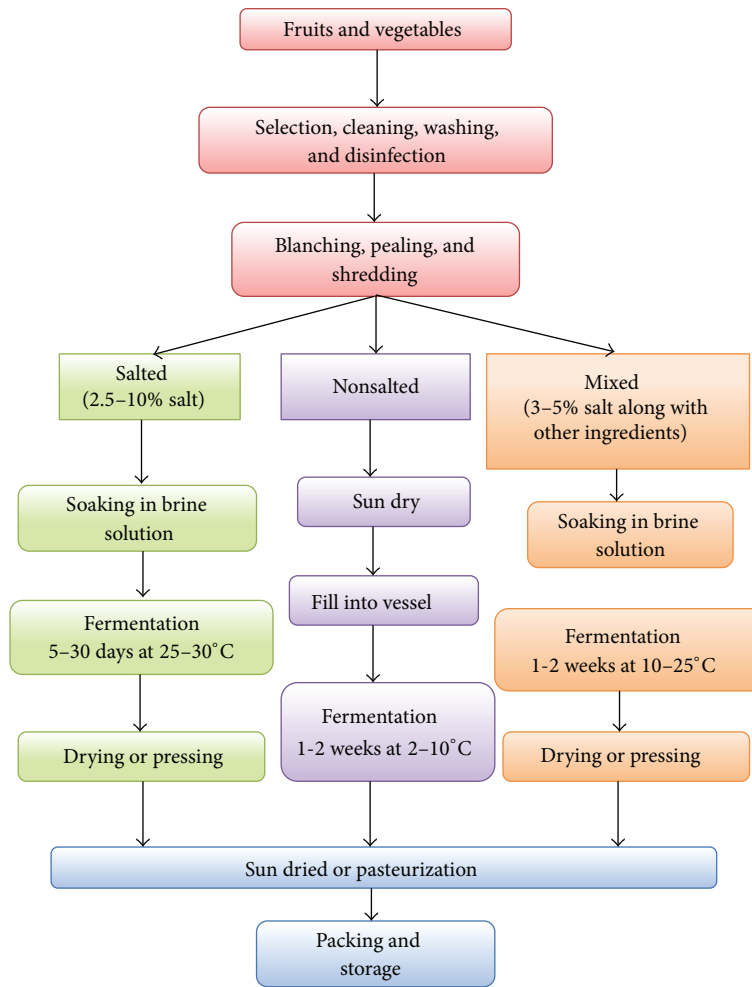 Fruits and vegetables
Selection, cleaning, washing,
and disinfection
Blanching, pealing, and
shredding
Salted
(2.5–10% salt)
Nonsalted
Mixed
(3–5% salt along with
other ingredients)
Soaking in brine
solution
Sun dry
Soaking in brine
solution
Fill into vessel
Fermentation
5–30 days at 25–30°C
Fermentation
1-2 weeks at 10–25°C
Fermentation
1-2 weeks at 2–10°C
Drying or pressing
Drying or pressing
Sun dried or pasteurization
Packing and
storage